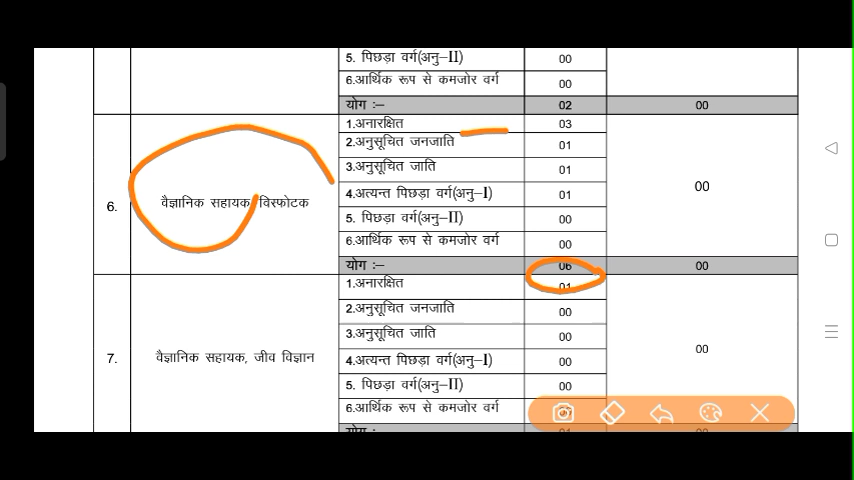 5. पिछड़ा वर्ग(अनु–II) 00
6.आर्थिक रूप से कमजोर वर्ग 00
योग :– 02 00
6. वैज्ञानिक सहायक, विस्फोटक 00
1.अनारक्षित 03
2.अनुसूचित जनजाति 01
3.अनुसूचित जाति 01
4.अत्यन्त पिछड़ा वर्ग(अनु–I) 01
5. पिछड़ा वर्ग(अनु–II) 00
6.आर्थिक रूप से कमजोर वर्ग 00
योग :– 06 00
7. वैज्ञानिक सहायक, जीव विज्ञान 00
1.अनारक्षित 01
2.अनुसूचित जनजाति 00
3.अनुसूचित जाति 00
4.अत्यन्त पिछड़ा वर्ग(अनु–I) 00
5. पिछड़ा वर्ग(अनु–II) 00
6.आर्थिक रूप से कमजोर वर्ग